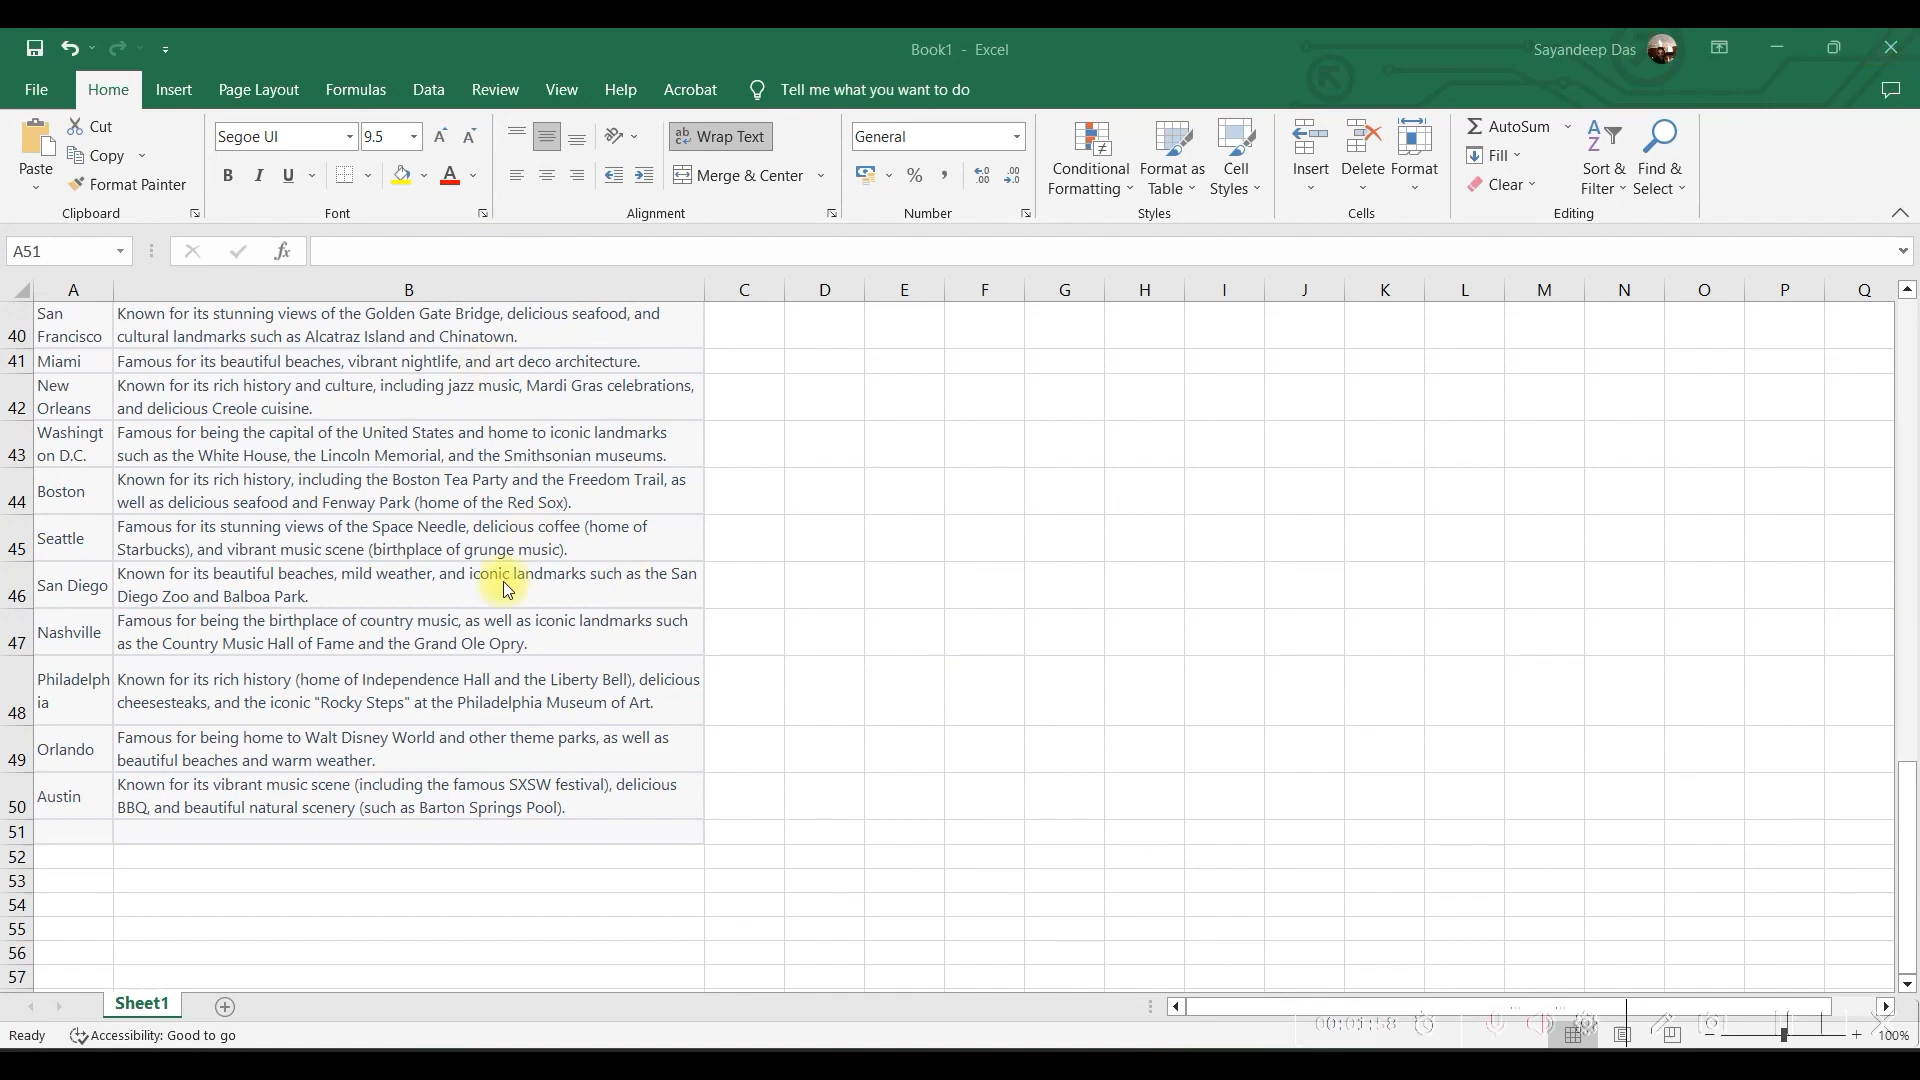 Book1 - Excel
Sayandeep Das
File Home Insert Page Layout Formulas Data Review View Help Acrobat Tell me what you want to do
Paste
Cut
Copy
Format Painter
Clipboard
Segoe UI 9.5
B I U
Font
Wrap Text
Merge & Center
Alignment
General
Number
Conditional Formatting
Format as Table
Cell Styles
Styles
Insert
Delete
Format
Cells
AutoSum
Fill
Clear
Sort & Filter
Find & Select
Editing
A51
fx
A B C D E F G H I J K L M N O P Q
40 San Francisco Known for its stunning views of the Golden Gate Bridge, delicious seafood, and
cultural landmarks such as Alcatraz Island and Chinatown.
41 Miami Famous for its beautiful beaches, vibrant nightlife, and art deco architecture.
42 New Orleans Known for its rich history and culture, including jazz music, Mardi Gras celebrations,
and delicious Creole cuisine.
43 Washingt
on D.C. Famous for being the capital of the United States and home to iconic landmarks
such as the White House, the Lincoln Memorial, and the Smithsonian museums.
44 Boston Known for its rich history, including the Boston Tea Party and the Freedom Trail, as
well as delicious seafood and Fenway Park (home of the Red Sox).
45 Seattle Famous for its stunning views of the Space Needle, delicious coffee (home of
Starbucks), and vibrant music scene (birthplace of grunge music).
46 San Diego Known for its beautiful beaches, mild weather, and iconic landmarks such as the San
Diego Zoo and Balboa Park.
47 Nashville Famous for being the birthplace of country music, as well as iconic landmarks such
as the Country Music Hall of Fame and the Grand Ole Opry.
48 Philadelph
ia Known for its rich history (home of Independence Hall and the Liberty Bell), delicious
cheesesteaks, and the iconic "Rocky Steps" at the Philadelphia Museum of Art.
49 Orlando Famous for being home to Walt Disney World and other theme parks, as well as
beautiful beaches and warm weather.
50 Austin Known for its vibrant music scene (including the famous SXSW festival), delicious
BBQ, and beautiful natural scenery (such as Barton Springs Pool).
51
52
53
54
55
56
57
Sheet1
Ready Accessibility: Good to go
00:01:58
100%